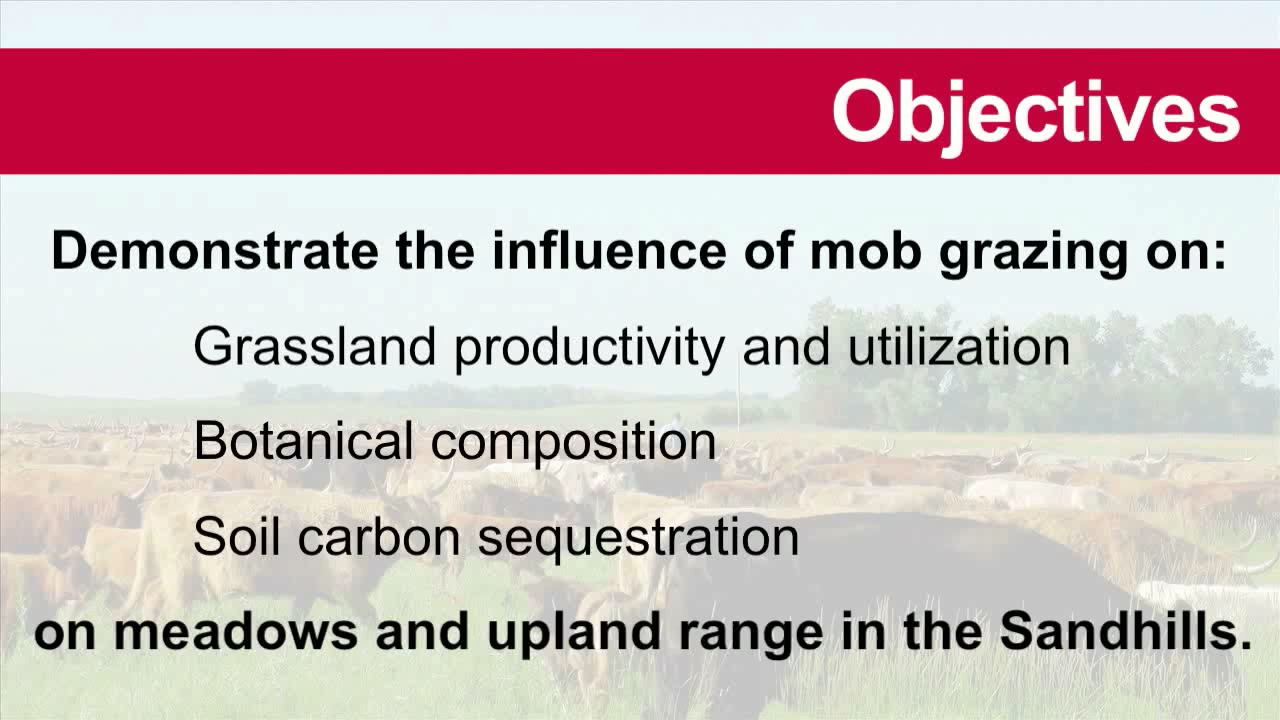 Objectives
Demonstrate the influence of mob grazing on:
Grassland productivity and utilization
Botanical composition
Soil carbon sequestration
on meadows and upland range in the Sandhills.